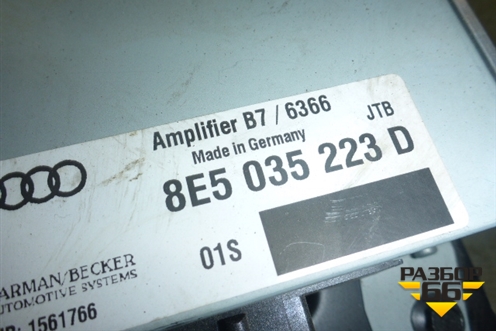 Amplifier B7 / 6366
JTB
Made in Germany
8E5 035 223 D
01S
ARMAN/BECKER
AUTOMOTIVE SYSTEMS
1561766
РАЗБОР
66